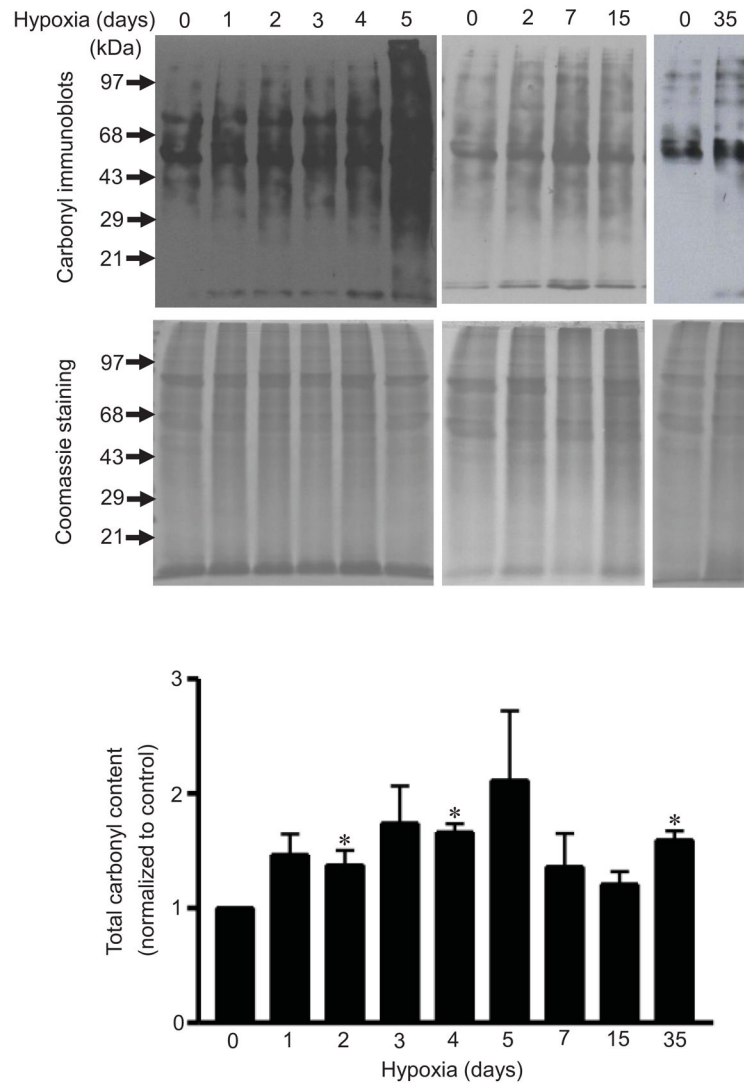 Hypoxia (days) 0 1 2 3 4 5 0 2 7 15 0 35
(kDa)
97
68
43
29
21
Carbonyl immunoblots
97
68
43
29
21
Coomassie staining
3
2
1
0
Total carbonyl content
(normalized to control)
* * *
0 1 2 3 4 5 7 15 35
Hypoxia (days)